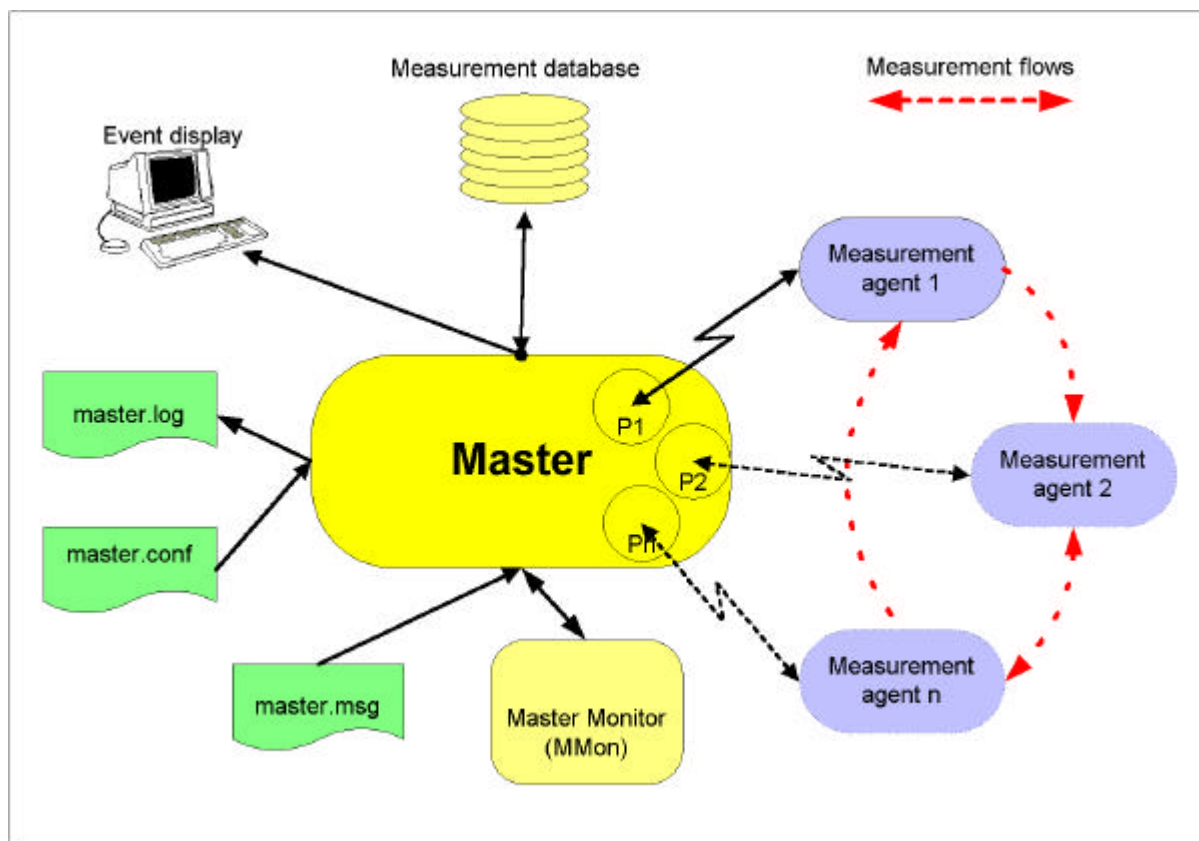 Measurement database
Measurement flows
Event display
Measurement
agent 1
master.log
P1
Master
P2
Measurement
agent 2
master.conf
Pn
Measurement
agent n
master.msg
Master Monitor
(MMon)